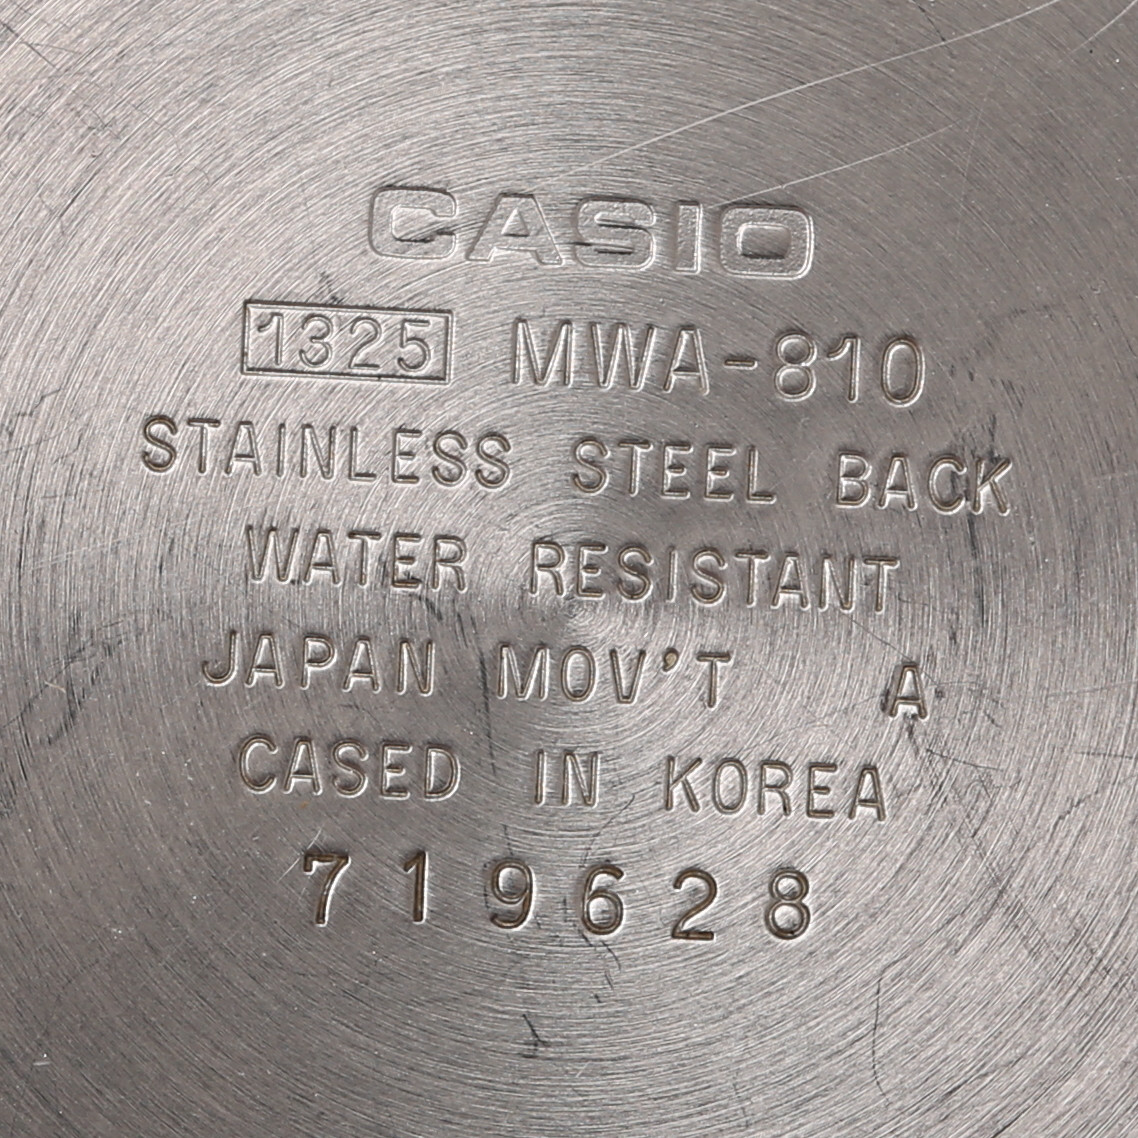 CASIO
1325 MWA-810
STAINLESS STEEL BACK
WATER RESISTANT
JAPAN MOV'T A
CASED IN KOREA
719628